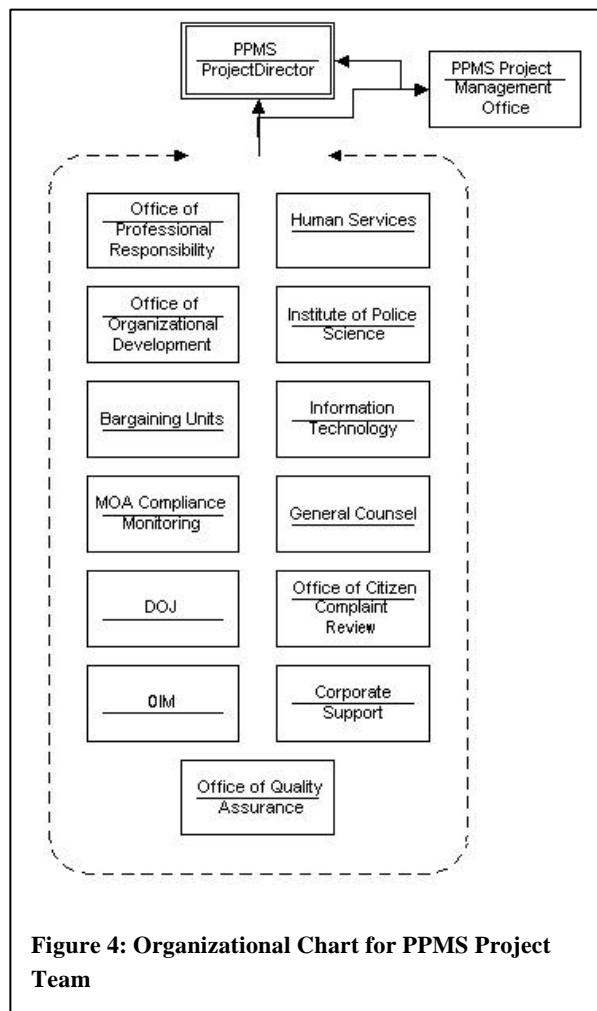 PPMS
ProjectDirector
PPMS Project
Management
Office
Office of
Professional
Responsibility
Human Services
Office of
Organizational
Development
Institute of Police
Science
Bargaining Units
Information
Technology
MOA Compliance
Monitoring
General Counsel
DOJ
Office of Citizen
Complaint
Review
OIM
Corporate
Support
Office of Quality
Assurance
Figure 4: Organizational Chart for PPMS Project
Team